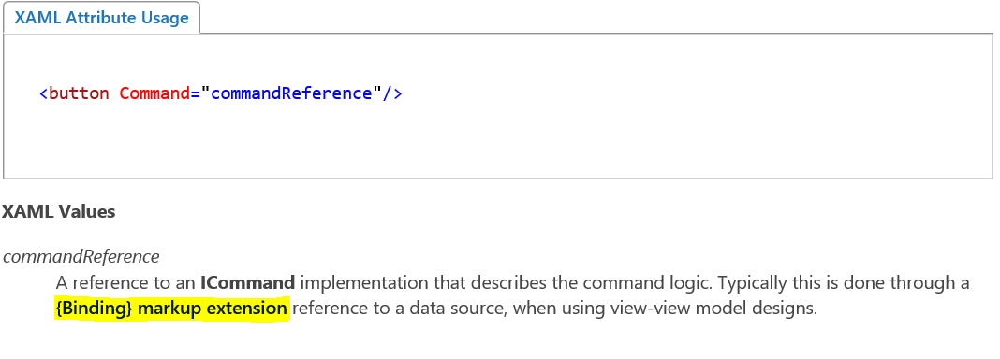 XAML Attribute Usage
<button Command="commandReference"/>
XAML Values
commandReference
A reference to an ICommand implementation that describes the command logic. Typically this is done through a
{Binding} markup extension reference to a data source, when using view-view model designs.